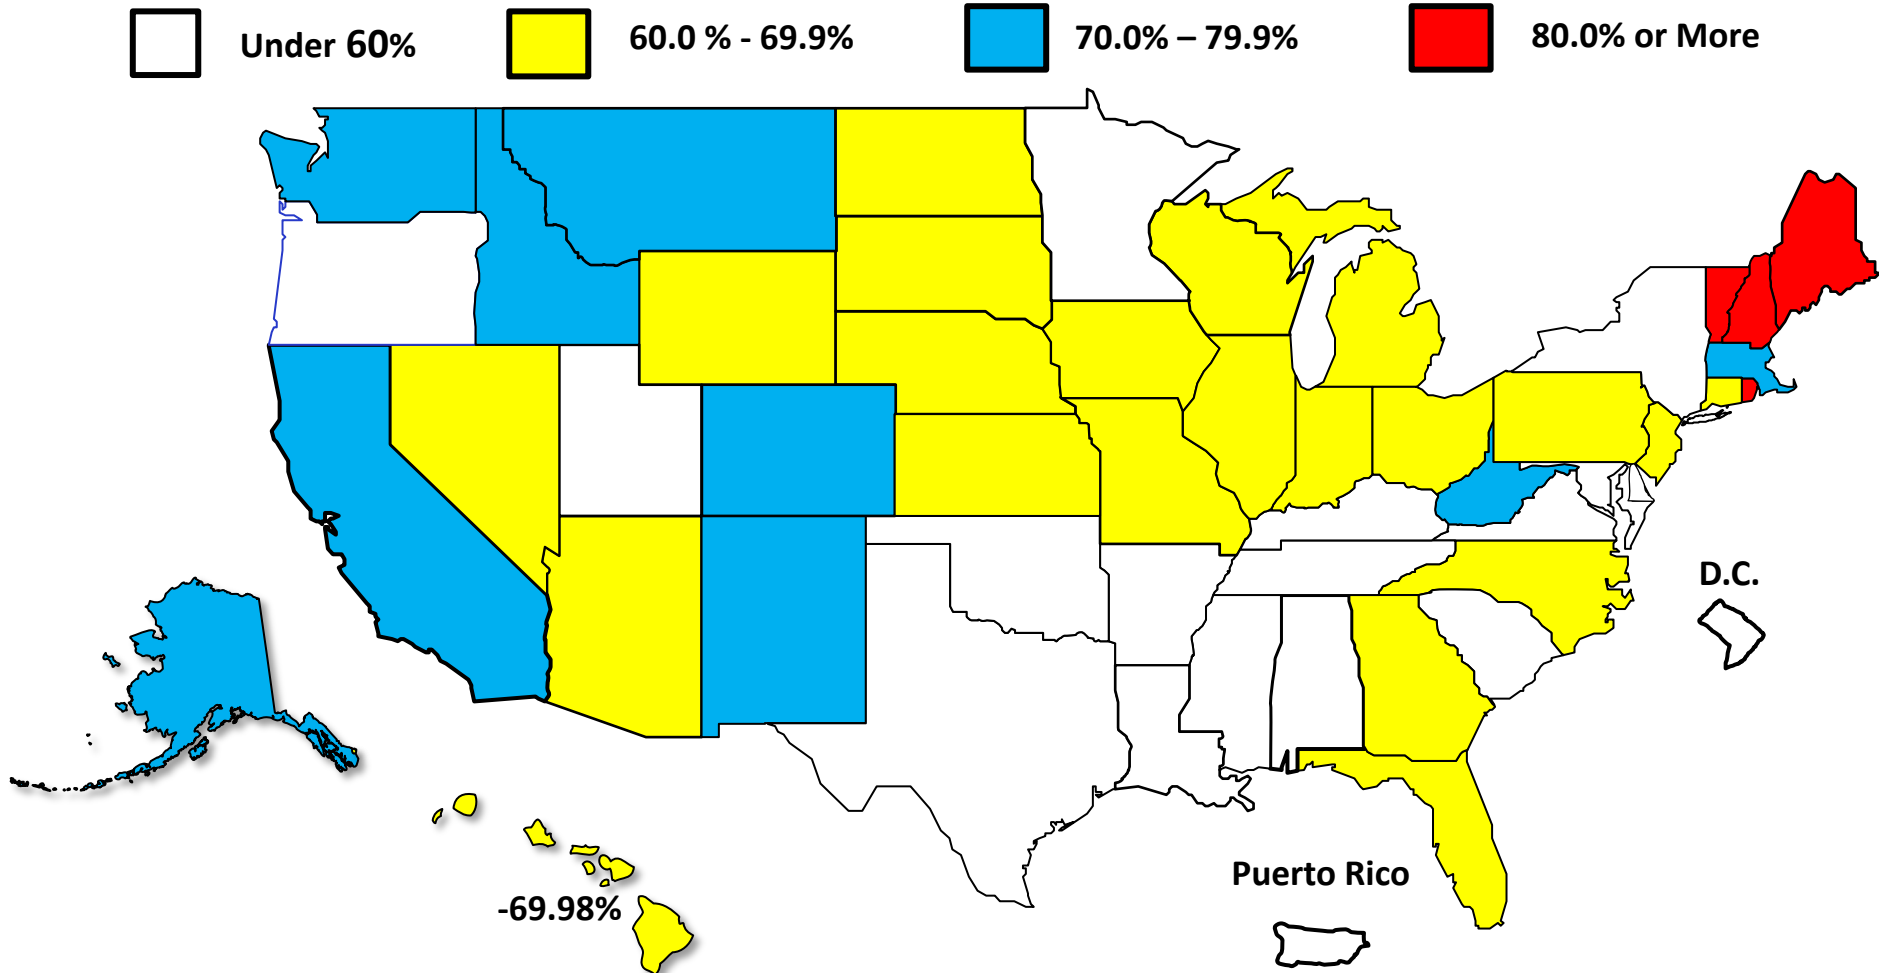 Under 60%
60.0 % - 69.9%
70.0% – 79.9%
80.0% or More
D.C.
Puerto Rico
-69.98%